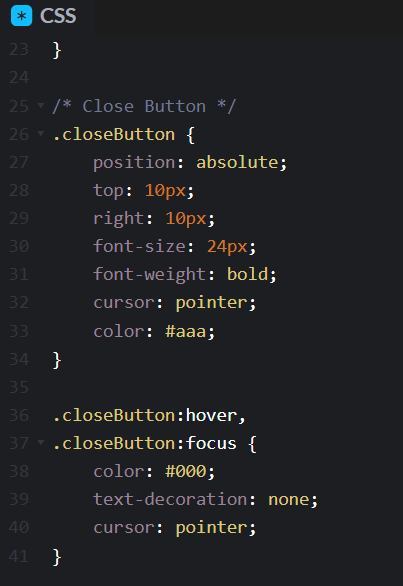 CSS
23 }
24
25 /* Close Button */
26 .closeButton {
27     position: absolute;
28     top: 10px;
29     right: 10px;
30     font-size: 24px;
31     font-weight: bold;
32     cursor: pointer;
33     color: #aaa;
34 }
35
36 .closeButton:hover,
37 .closeButton:focus {
38     color: #000;
39     text-decoration: none;
40     cursor: pointer;
41 }